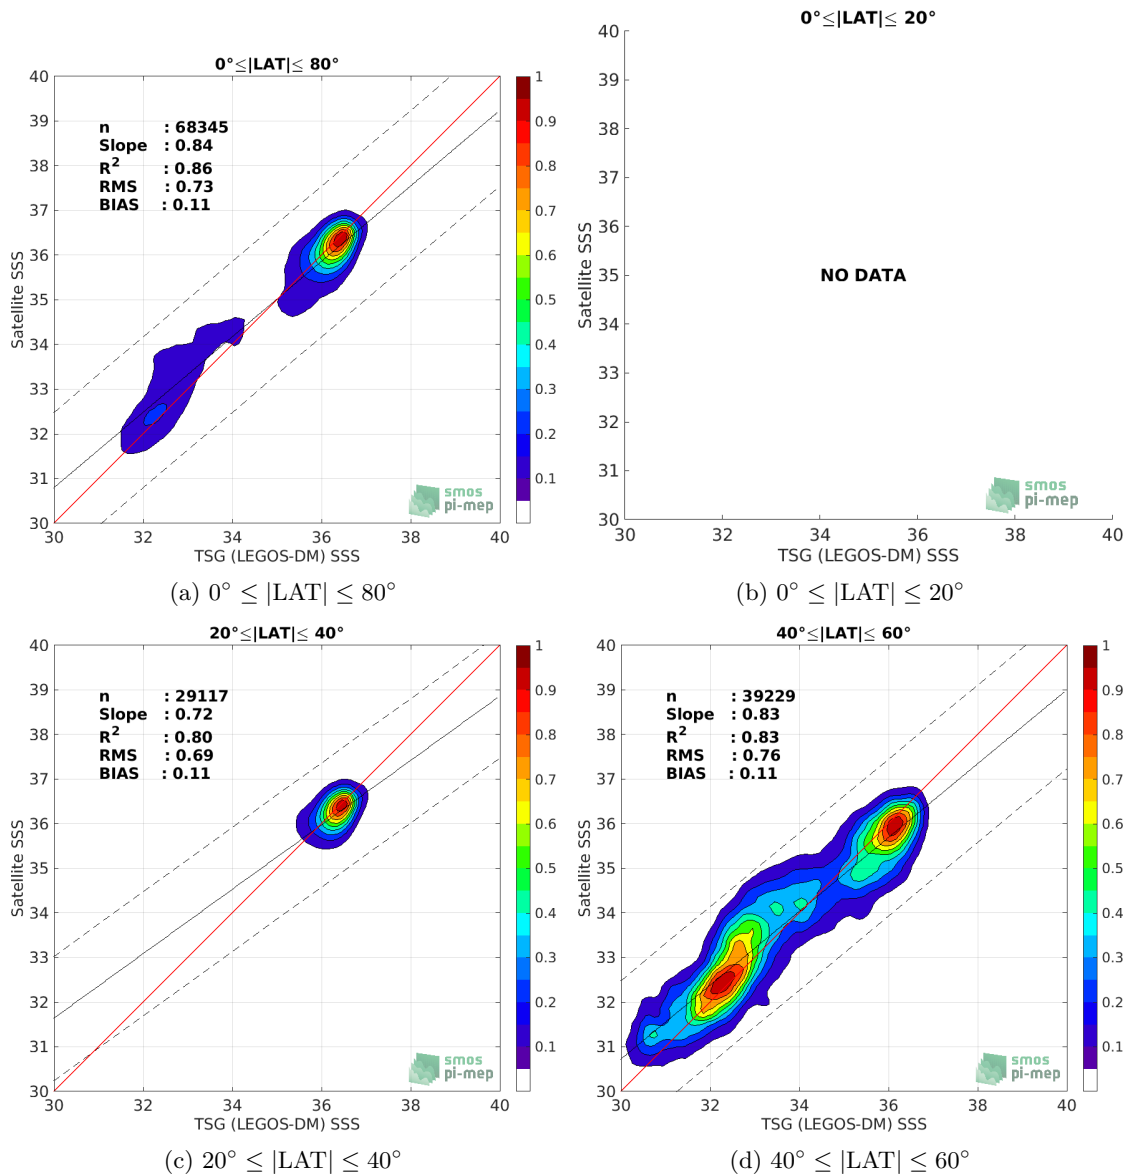 0°≤|LAT|≤ 80°
40
39
38
37
36
35
34
33
32
31
30
30
32
34
36
38
40
Satellite SSS
TSG (LEGOS-DM) SSS
n : 68345
Slope : 0.84
R² : 0.86
RMS : 0.73
BIAS : 0.11
1
0.9
0.8
0.7
0.6
0.5
0.4
0.3
0.2
0.1
smos
pi-mep
(a) 0° ≤ |LAT| ≤ 80°
0°≤|LAT|≤ 20°
40
39
38
37
36
35
34
33
32
31
30
30
32
34
36
38
40
Satellite SSS
TSG (LEGOS-DM) SSS
NO DATA
smos
pi-mep
(b) 0° ≤ |LAT| ≤ 20°
20°≤|LAT|≤ 40°
40
39
38
37
36
35
34
33
32
31
30
30
32
34
36
38
40
Satellite SSS
TSG (LEGOS-DM) SSS
n : 29117
Slope : 0.72
R² : 0.80
RMS : 0.69
BIAS : 0.11
1
0.9
0.8
0.7
0.6
0.5
0.4
0.3
0.2
0.1
smos
pi-mep
(c) 20° ≤ |LAT| ≤ 40°
40°≤|LAT|≤ 60°
40
39
38
37
36
35
34
33
32
31
30
30
32
34
36
38
40
Satellite SSS
TSG (LEGOS-DM) SSS
n : 39229
Slope : 0.83
R² : 0.83
RMS : 0.76
BIAS : 0.11
1
0.9
0.8
0.7
0.6
0.5
0.4
0.3
0.2
0.1
smos
pi-mep
(d) 40° ≤ |LAT| ≤ 60°